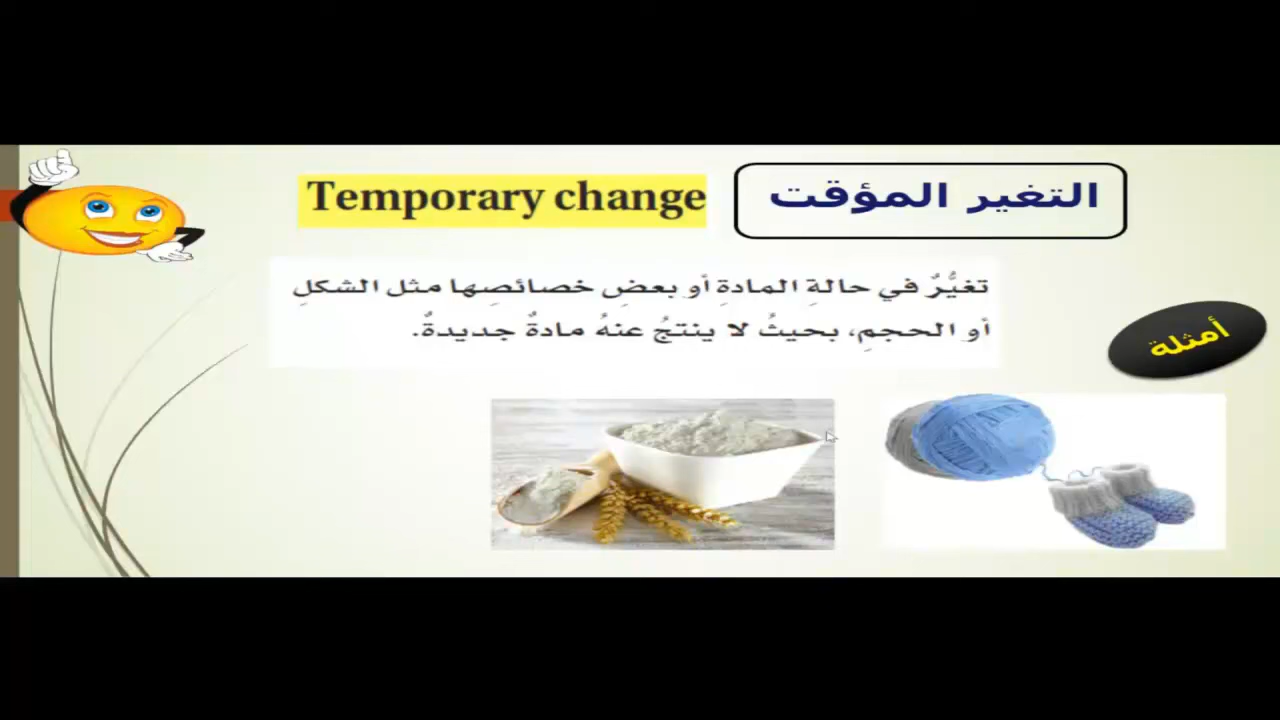 التغير المؤقت
Temporary change
تغيُّرٌ في حالةِ المادةِ أو بعضِ خصائصِها مثل الشكلِ
أو الحجمِ، بحيثُ لا ينتجُ عنهُ مادةٌ جديدةٌ.
أمثلة